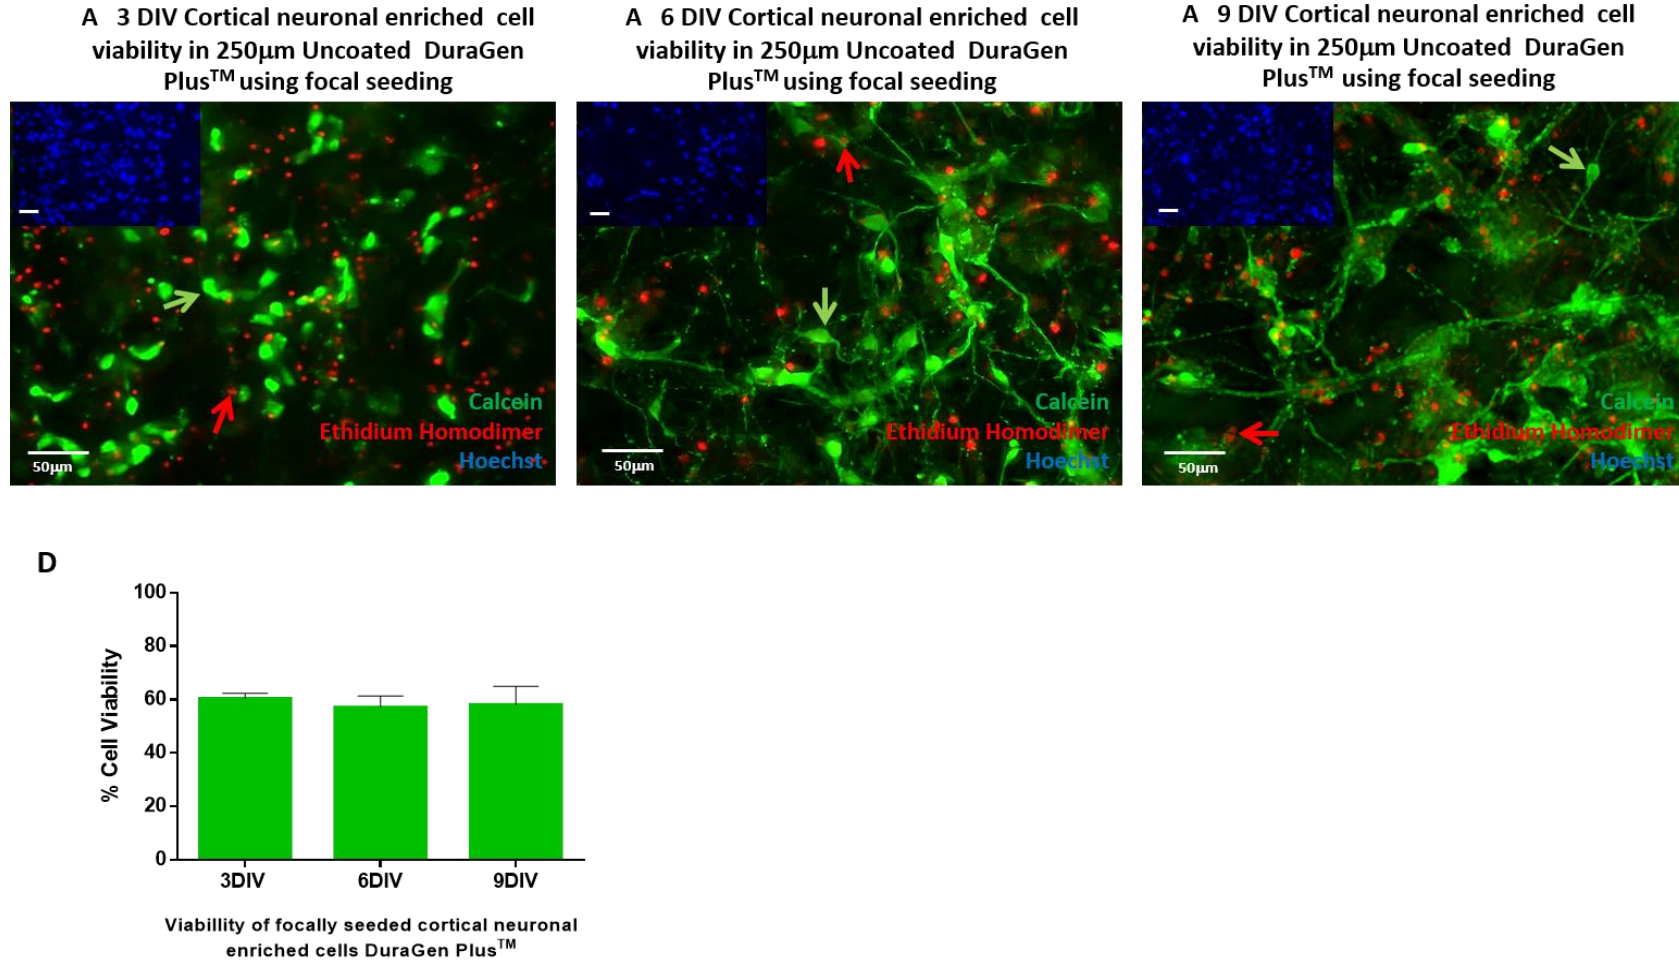 A 3 DIV Cortical neuronal enriched cell
viability in 250μm Uncoated DuraGen
Plus™ using focal seeding
A 6 DIV Cortical neuronal enriched cell
viability in 250μm Uncoated DuraGen
Plus™ using focal seeding
A 9 DIV Cortical neuronal enriched cell
viability in 250μm Uncoated DuraGen
Plus™ using focal seeding
Calcein
Ethidium Homodimer
Hoechst
50μm
Calcein
Ethidium Homodimer
Hoechst
50μm
Calcein
Ethidium Homodimer
Hoechst
50μm
D
% Cell Viability
100
80
60
40
20
0
3DIV
6DIV
9DIV
Viabillity of focally seeded cortical neuronal
enriched cells DuraGen Plus™